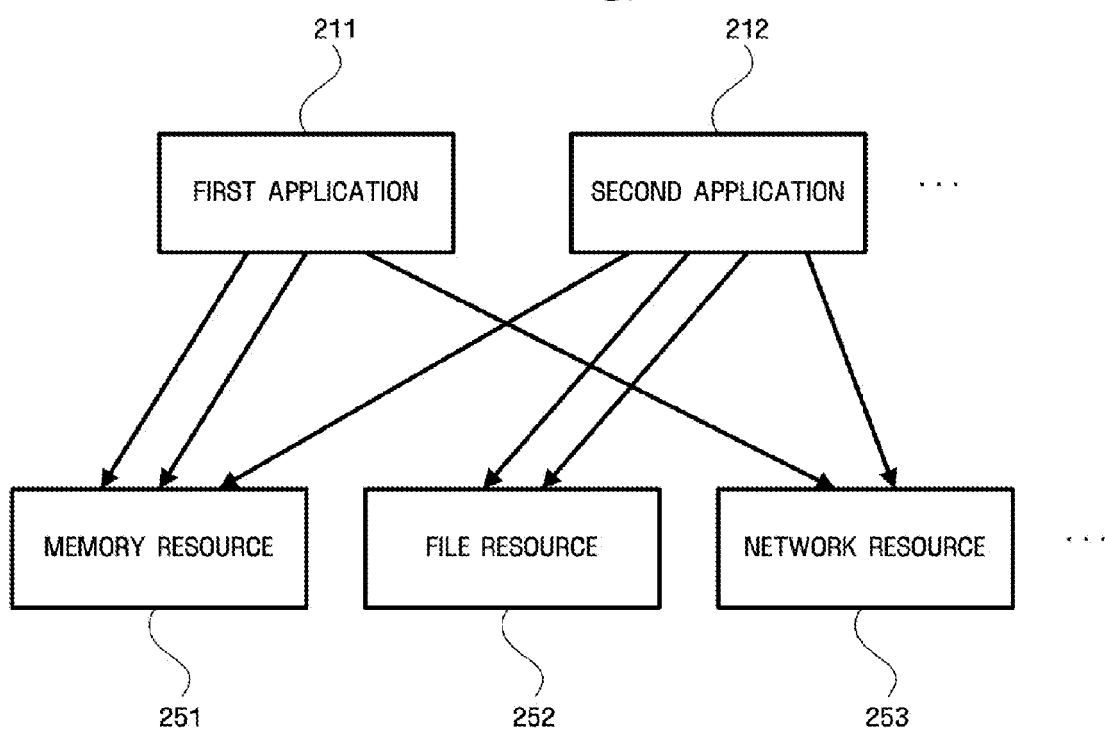 211
212
FIRST APPLICATION
SECOND APPLICATION
. . .
MEMORY RESOURCE
FILE RESOURCE
NETWORK RESOURCE
. . .
251
252
253